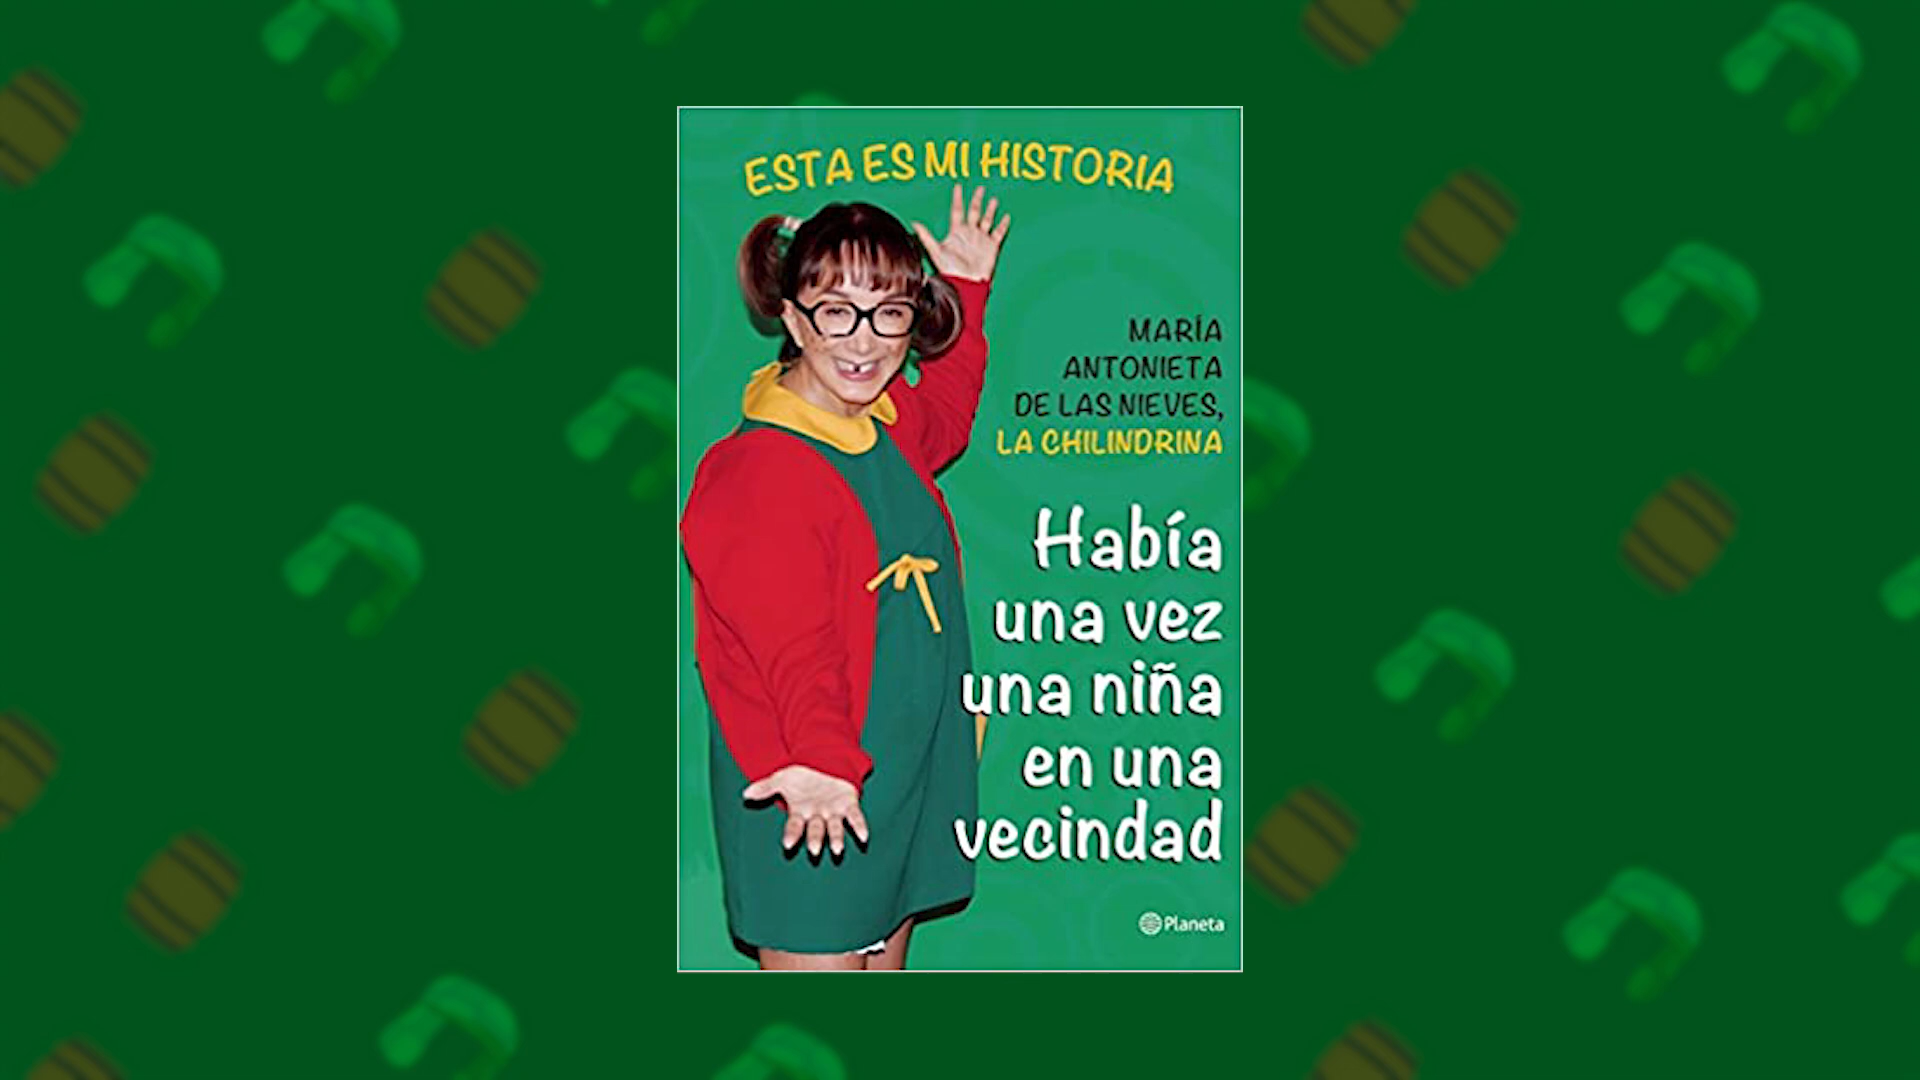 ESTA ES MI HISTORIA
MARÍA
ANTONIETA
DE LAS NIEVES,
LA CHILINDRINA
Había
una vez
una niña
en una
vecindad
Planeta